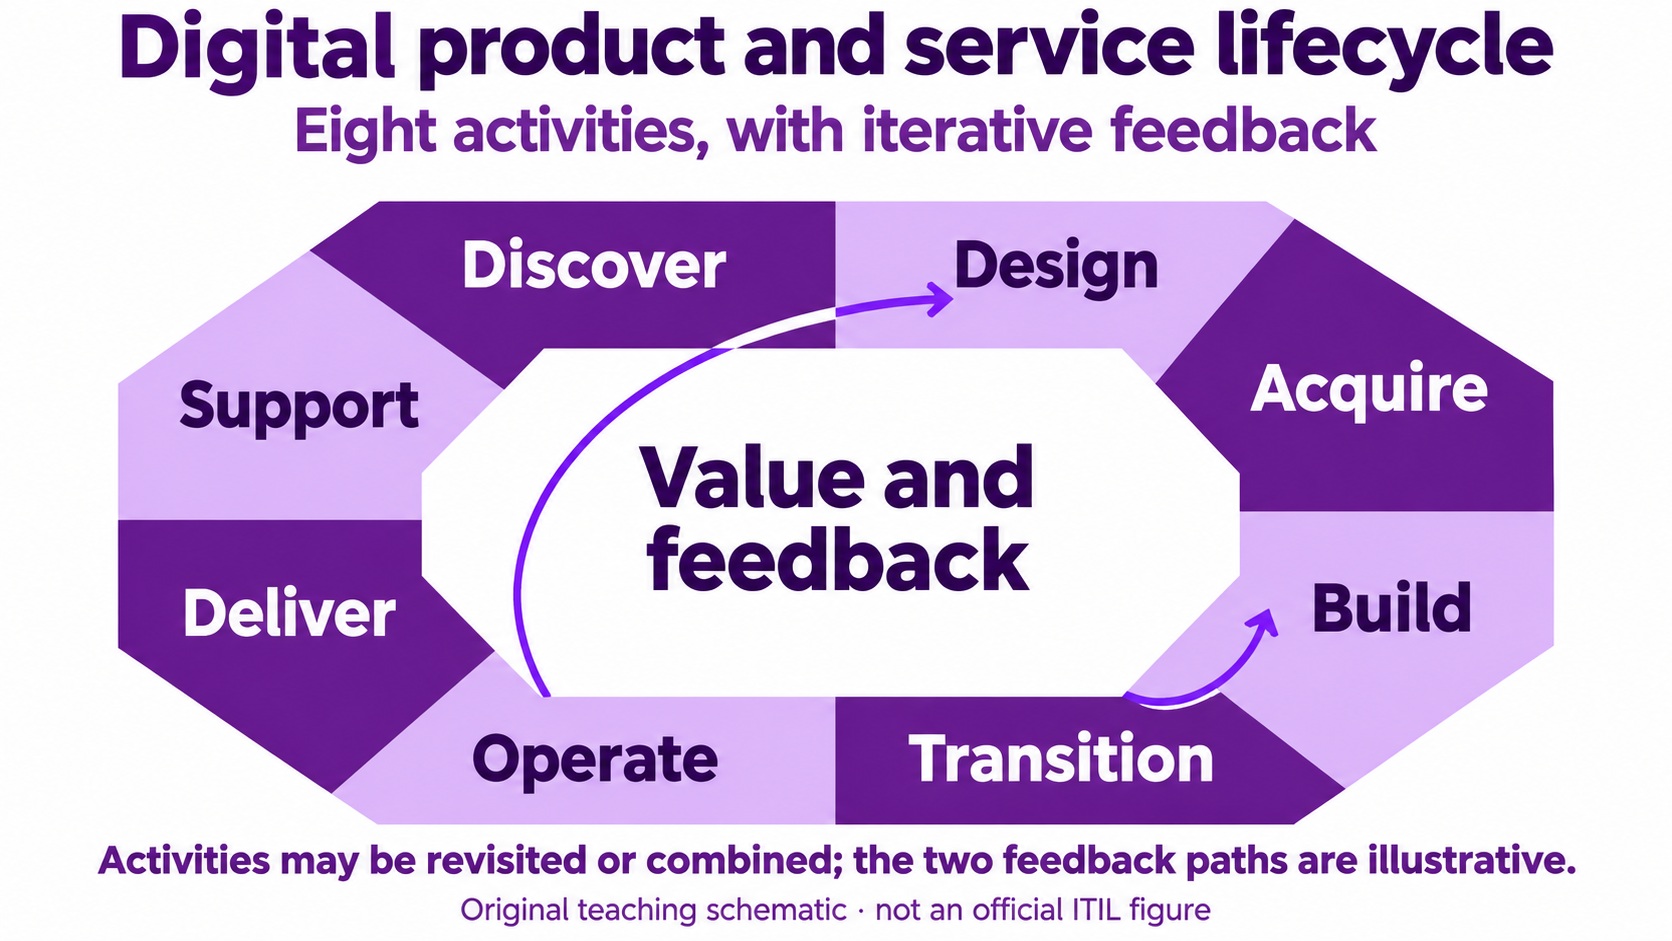 Digital product and service lifecycle
Eight activities, with iterative feedback
Discover
Design
Acquire
Build
Transition
Operate
Deliver
Support
Value and
feedback
Activities may be revisited or combined; the two feedback paths are illustrative.
Original teaching schematic · not an official ITIL figure